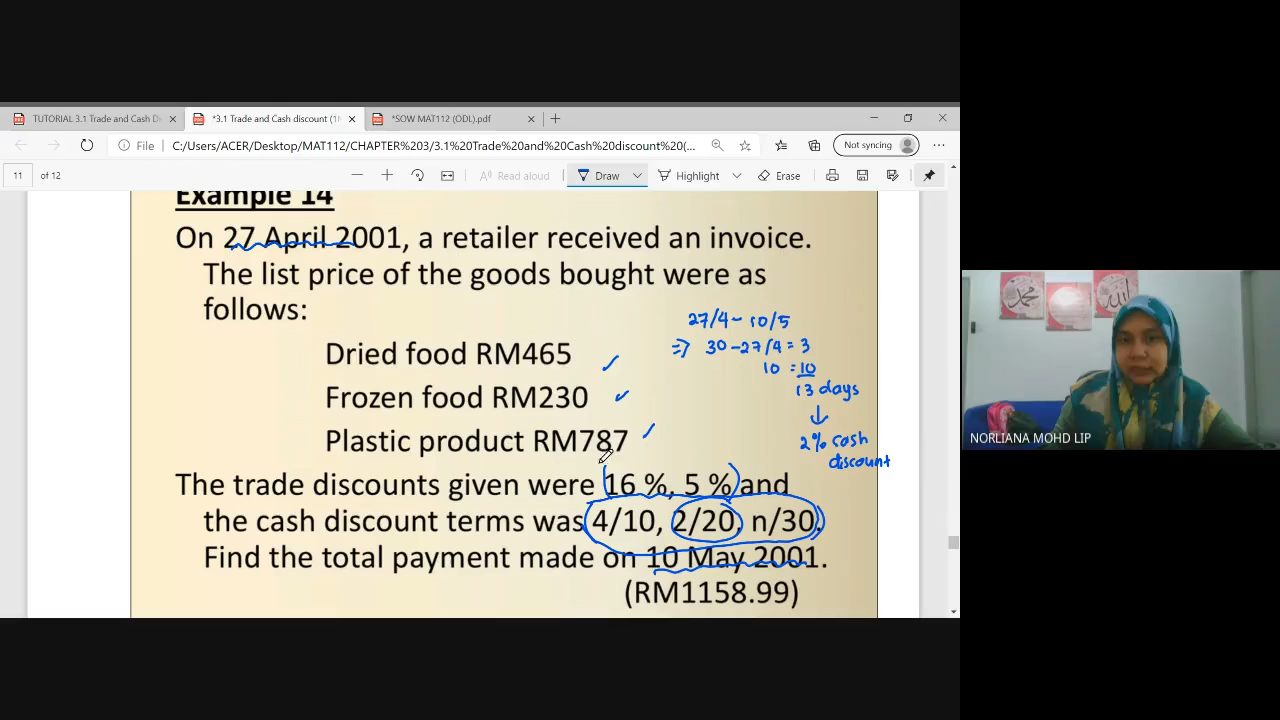 TUTORIAL 3.1 Trade and Cash D
*3.1 Trade and Cash discount (1
*SOW MAT112 (ODL).pdf
File
C:/Users/ACER/Desktop/MAT112/CHAPTER%203/3.1%20Trade%20and%20Cash%20discount%20(...
Not syncing
11 of 12
Read aloud
Draw
Highlight
Erase
Example 14
On 27 April 2001, a retailer received an invoice.
The list price of the goods bought were as
follows:
Dried food RM465
Frozen food RM230
Plastic product RM787
27/4 - 10/5
⇒ 30 - 27/4 = 3
10 = 10
13 days
↓
2% cash
discount
The trade discounts given were 16 %, 5 % and
the cash discount terms was 4/10, 2/20, n/30.
Find the total payment made on 10 May 2001.
(RM1158.99)
NORLIANA MOHD LIP
محمد
الله